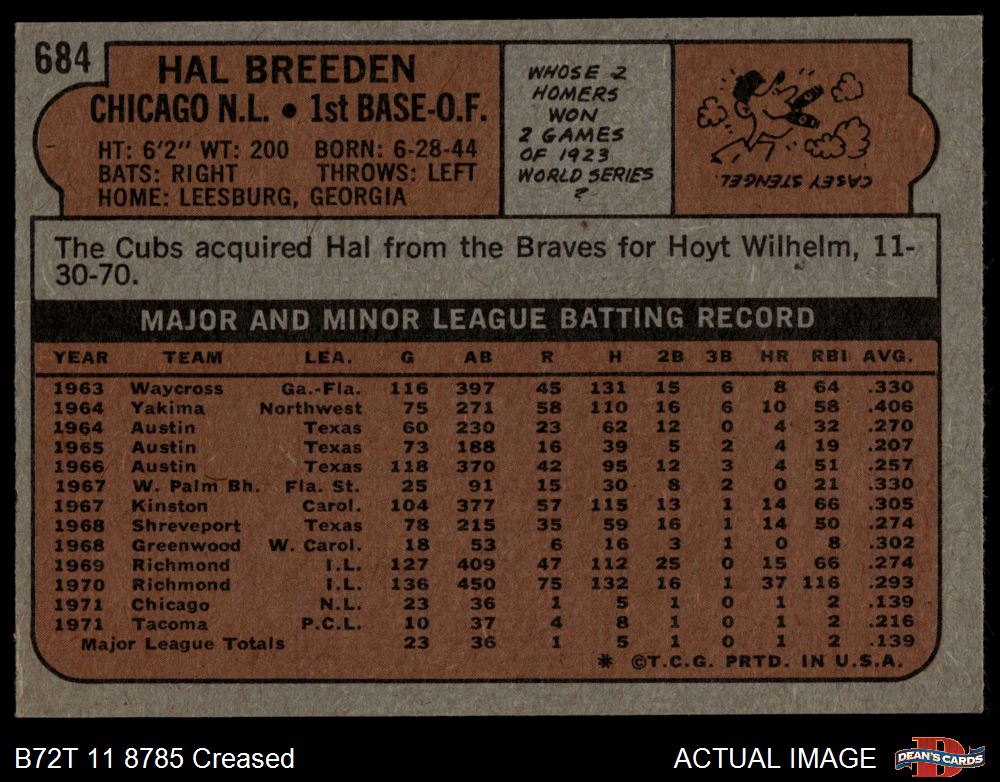 684
HAL BREEDEN
CHICAGO N.L. • 1st BASE-O.F.
HT: 6'2" WT: 200 BORN: 6-28-44
BATS: RIGHT THROWS: LEFT
HOME: LEESBURG, GEORGIA
WHOSE 2
HOMERS
WON
2 GAMES
OF 1923
WORLD SERIES
?
CASEY STENGEL
The Cubs acquired Hal from the Braves for Hoyt Wilhelm, 11-
30-70.
MAJOR AND MINOR LEAGUE BATTING RECORD
YEAR TEAM LEA. G AB R H 2B 3B HR RBI AVG.
1963 Waycross Ga.-Fla. 116 397 45 131 15 6 8 64 .330
1964 Yakima Northwest 75 271 58 110 16 6 10 58 .406
1964 Austin Texas 60 230 23 62 12 0 4 32 .270
1965 Austin Texas 73 188 16 39 5 2 4 19 .207
1966 Austin Texas 118 370 42 95 12 3 4 51 .257
1967 W. Palm Bh. Fla. St. 25 91 15 30 8 2 0 21 .330
1967 Kinston Carol. 104 377 57 115 13 1 14 66 .305
1968 Shreveport Texas 78 215 35 59 16 1 14 50 .274
1968 Greenwood W. Carol. 18 53 6 16 3 1 0 8 .302
1969 Richmond I.L. 127 409 47 112 25 0 15 66 .274
1970 Richmond I.L. 136 450 75 132 16 1 37 116 .293
1971 Chicago N.L. 23 36 1 5 1 0 1 2 .139
1971 Tacoma P.C.L. 10 37 4 8 1 0 1 2 .216
Major League Totals 23 36 1 5 1 0 1 2 .139
* ©T.C.G. PRTD. IN U.S.A.
B72T 11 8785 Creased
ACTUAL IMAGE
D
DEAN'S CARDS